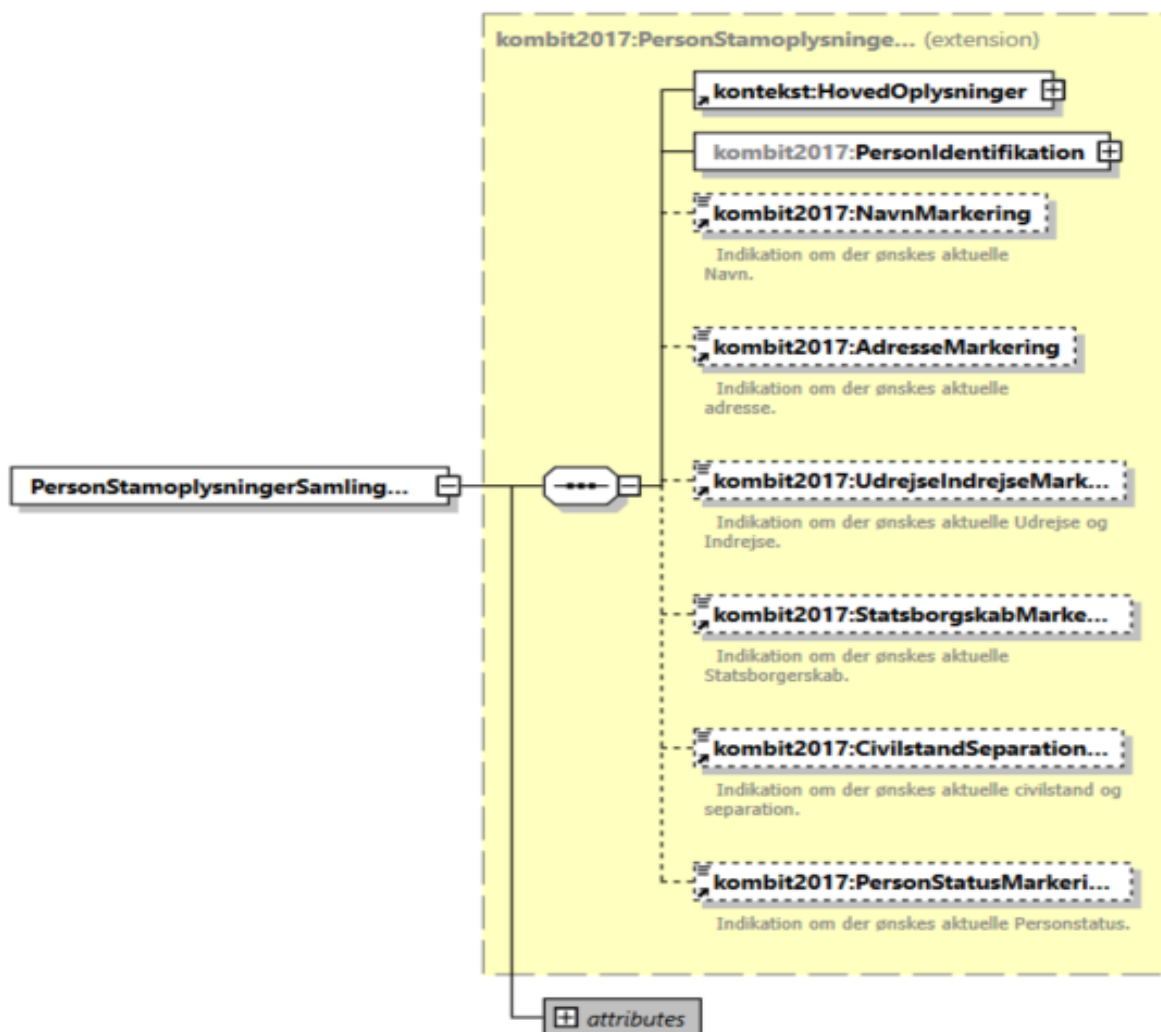 kombit2017:PersonStamoplysninge... (extension)
kontekst:HovedOplysninger
kombit2017:PersonIdentifikation
kombit2017:NavnMarkering
Indikation om der ønskes aktuelle
Navn.
kombit2017:AdresseMarkering
Indikation om der ønskes aktuelle
adresse.
PersonStamoplysningerSamling...
kombit2017:UdrejseIndrejseMark...
Indikation om der ønskes aktuelle Udrejse og
Indrejse.
kombit2017:StatsborgskabMarke...
Indikation om der ønskes aktuelle
Statsborgerskab.
kombit2017:CivilstandSeparation...
Indikation om der ønskes aktuelle civilstand og
separation.
kombit2017:PersonStatusMarkeri...
Indikation om der ønskes aktuelle Personstatus.
attributes